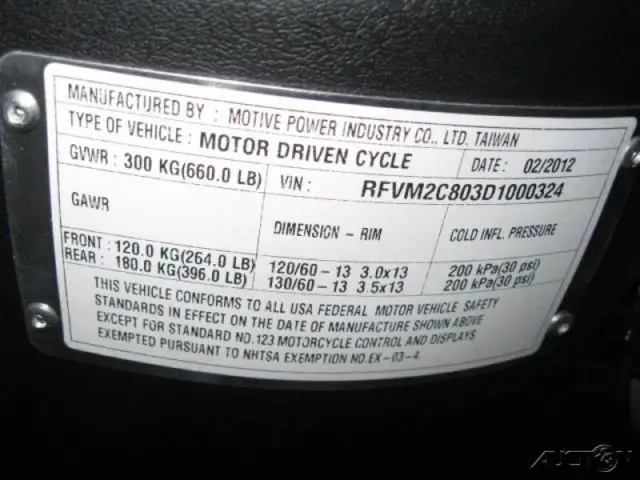 MANUFACTURED BY : MOTIVE POWER INDUSTRY CO., LTD. TAIWAN
TYPE OF VEHICLE : MOTOR DRIVEN CYCLE DATE : 02/2012
GVWR : 300 KG(660.0 LB) VIN : RFVM2C803D1000324
GAWR DIMENSION - RIM COLD INFL. PRESSURE
FRONT : 120.0 KG(264.0 LB) 120/60 - 13 3.0x13 200 kPa(30 psi)
REAR : 180.0 KG(396.0 LB) 130/60 - 13 3.5x13 200 kPa(30 psi)
THIS VEHICLE CONFORMS TO ALL USA FEDERAL MOTOR VEHICLE SAFETY
STANDARDS IN EFFECT ON THE DATE OF MANUFACTURE SHOWN ABOVE
EXCEPT FOR STANDARD NO.123 MOTORCYCLE CONTROL AND DISPLAYS
EXEMPTED PURSUANT TO NHTSA EXEMPTION NO.EX - 03-4.
AUCTION123